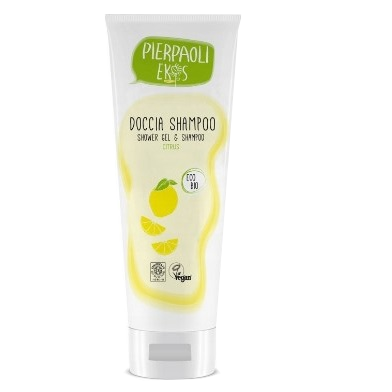 PIERPAOLI
EKOS
DOCCIA SHAMPOO
SHOWER GEL & SHAMPOO
CITRUS
ECO
BIO
Vegan